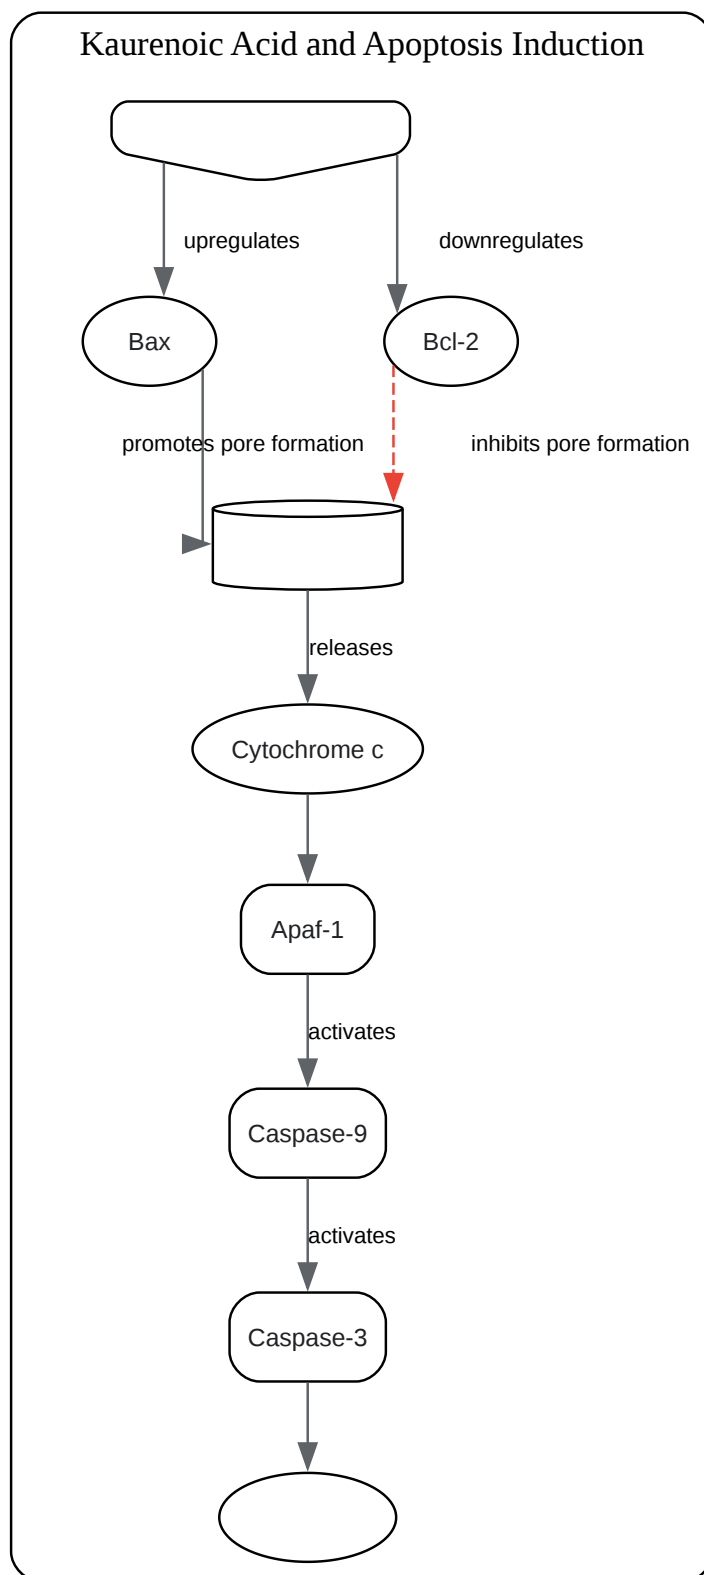 Kaurenoic Acid and Apoptosis Induction
upregulates
downregulates
Bax
Bcl-2
promotes pore formation
inhibits pore formation
releases
Cytochrome c
Apaf-1
activates
Caspase-9
activates
Caspase-3